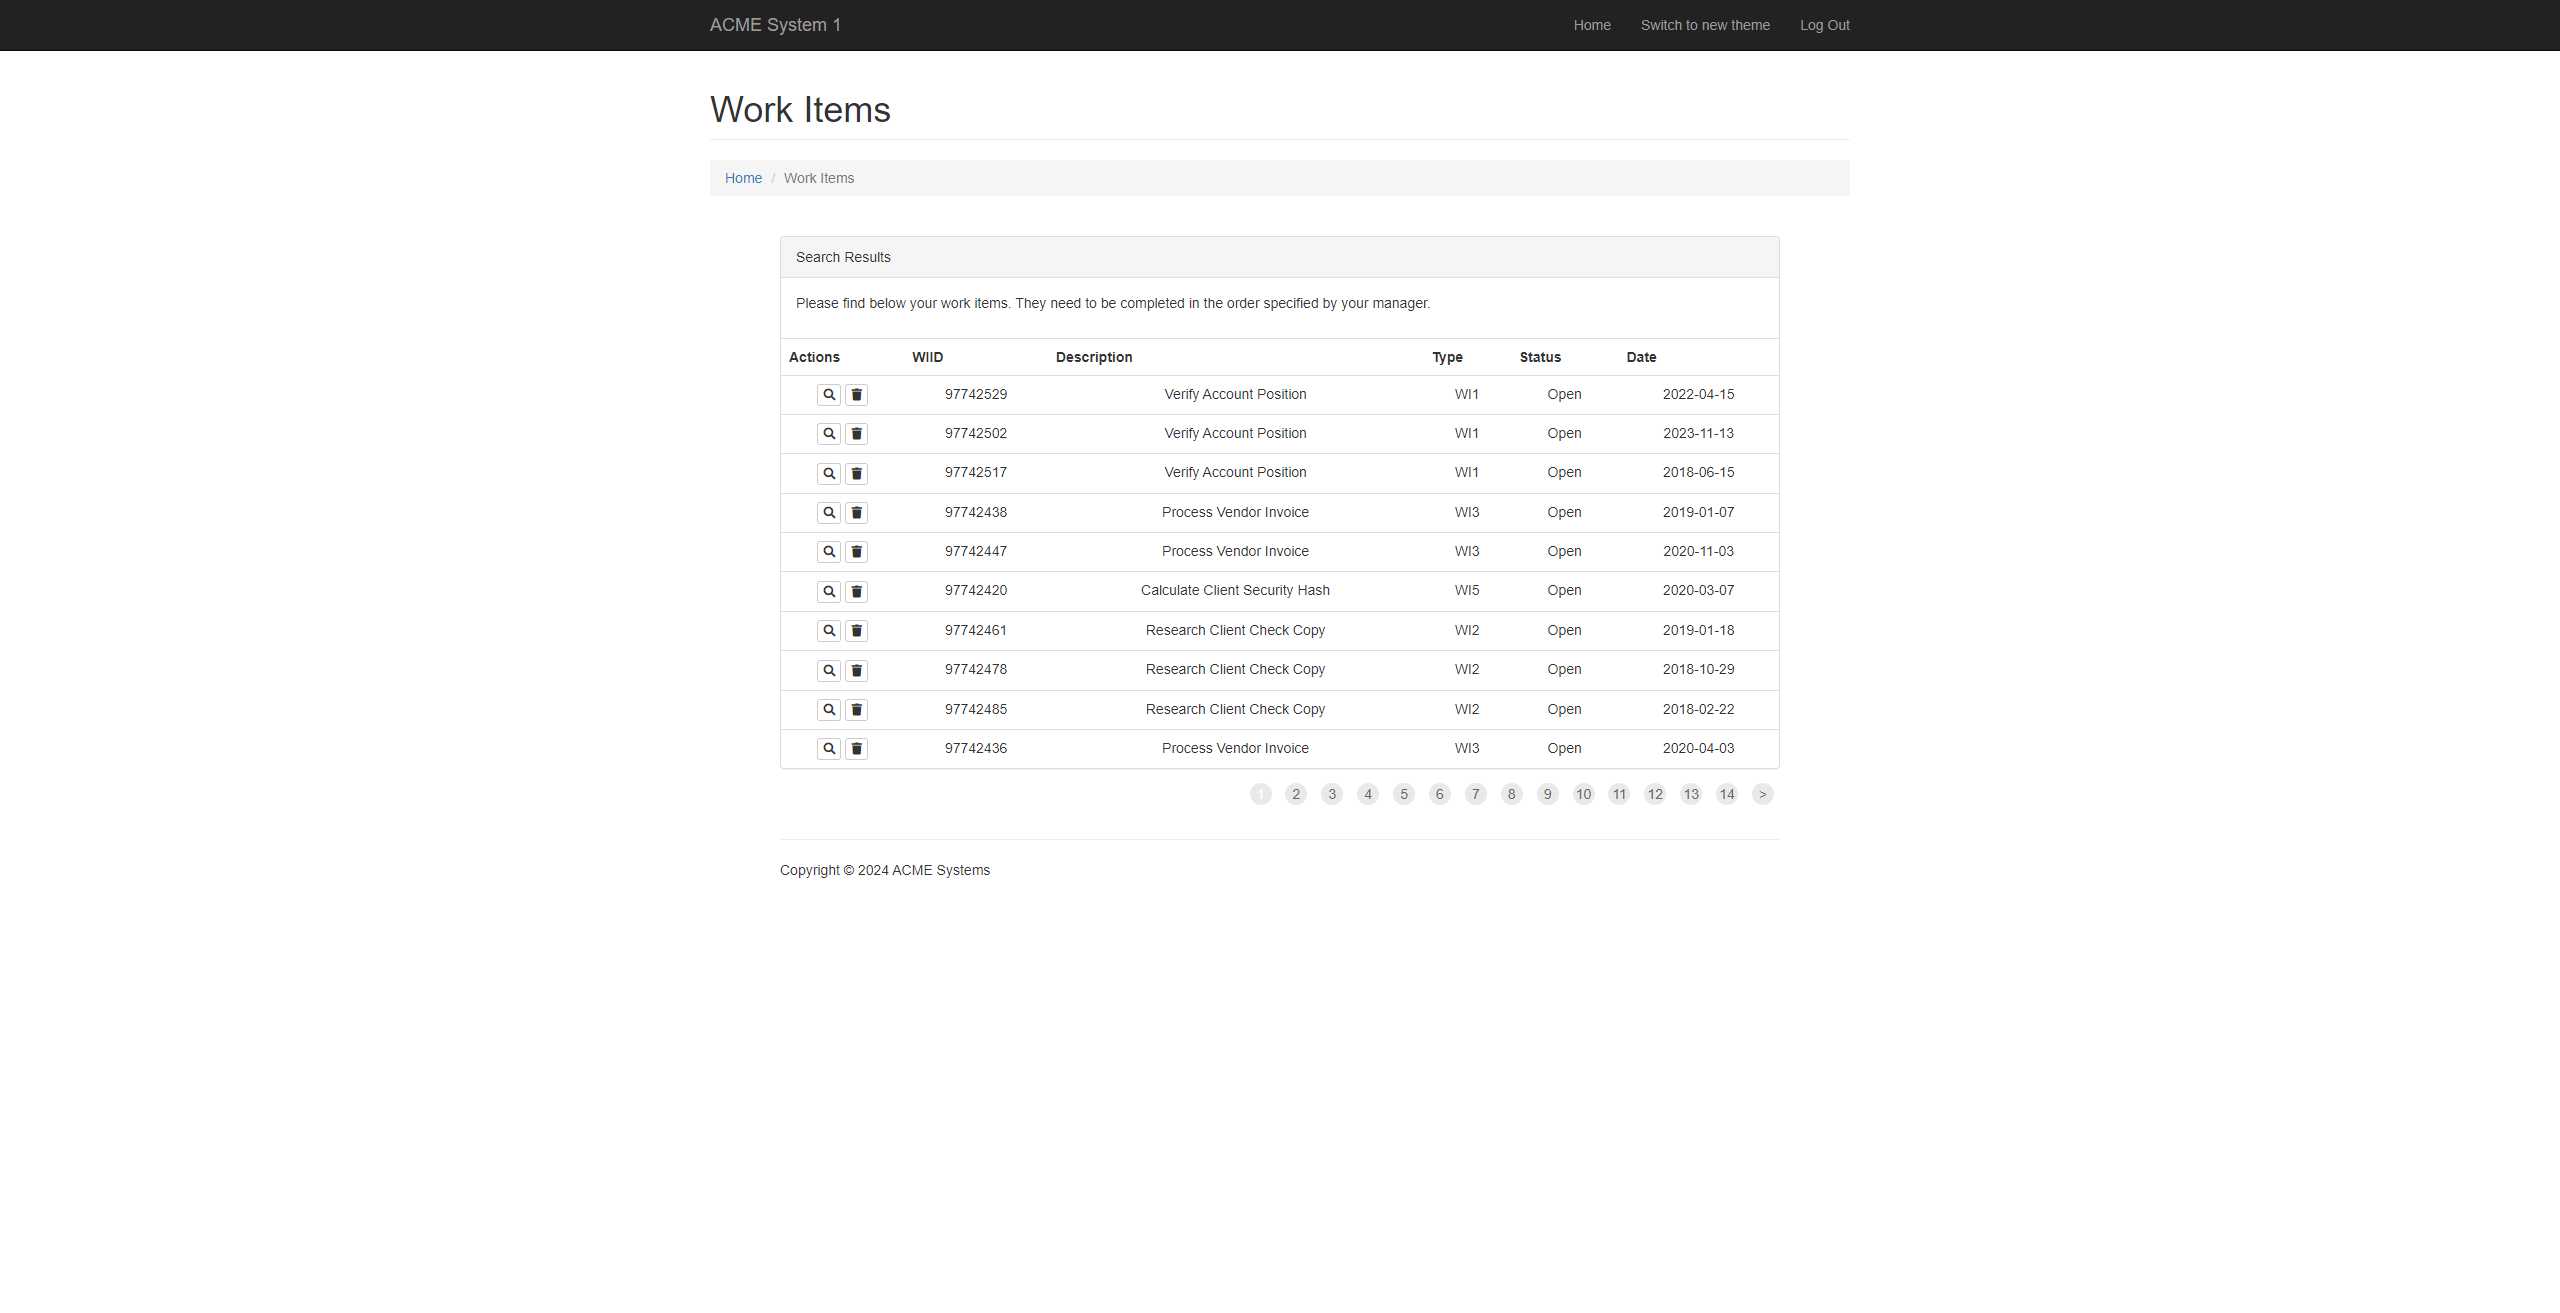 ACME System 1 Home Switch to new theme Log Out
Work Items
Home / Work Items
Search Results
Please find below your work items. They need to be completed in the order specified by your manager.
Actions WIID Description Type Status Date
97742529 Verify Account Position WI1 Open 2022-04-15
97742502 Verify Account Position WI1 Open 2023-11-13
97742517 Verify Account Position WI1 Open 2018-06-15
97742438 Process Vendor Invoice WI3 Open 2019-01-07
97742447 Process Vendor Invoice WI3 Open 2020-11-03
97742420 Calculate Client Security Hash WI5 Open 2020-03-07
97742461 Research Client Check Copy WI2 Open 2019-01-18
97742478 Research Client Check Copy WI2 Open 2018-10-29
97742485 Research Client Check Copy WI2 Open 2018-02-22
97742436 Process Vendor Invoice WI3 Open 2020-04-03
1 2 3 4 5 6 7 8 9 10 11 12 13 14 >
Copyright © 2024 ACME Systems